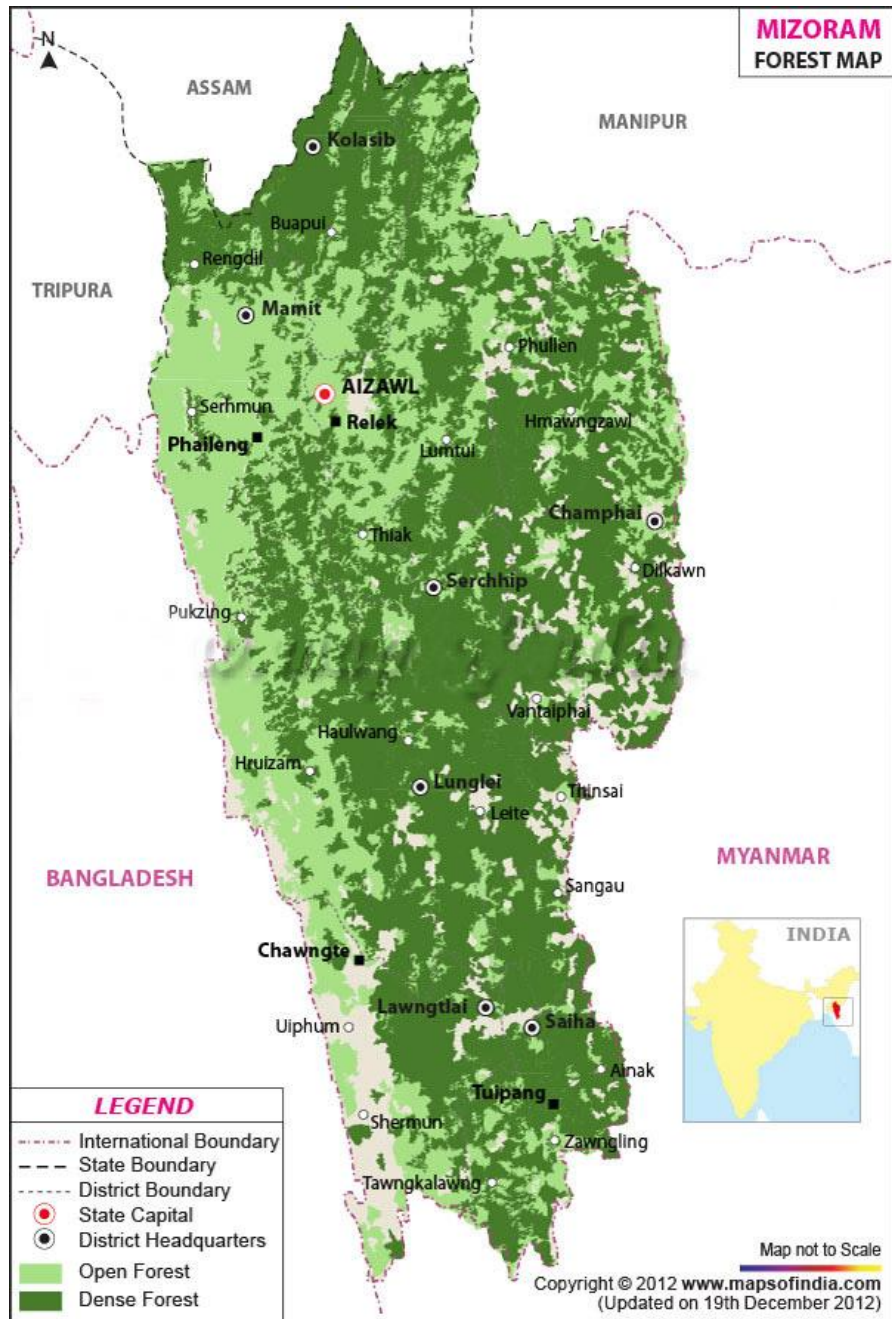 MIZORAM
FOREST MAP
N
ASSAM
MANIPUR
Kolasib
Buapui
Rengdil
TRIPURA
Mamit
Phullen
AIZAWL
Serhmun
Relek
Hmawngzawl
Phaileng
Lumtui
Champhai
Thiak
Dilkawn
Serchhip
Pukzing
Vantaiphai
Haulwang
Hruizam
Lunglei
Thinsai
Leite
MYANMAR
BANGLADESH
Sangau
INDIA
Chawngte
Lawngtlai
Saiha
Uiphum
Ainak
Tuipang
LEGEND
Shermun
International Boundary
Zawngling
State Boundary
Tawngkalawng
District Boundary
State Capital
District Headquarters
Open Forest
Dense Forest
Map not to Scale
Copyright © 2012 www.mapsofindia.com
(Updated on 19th December 2012)